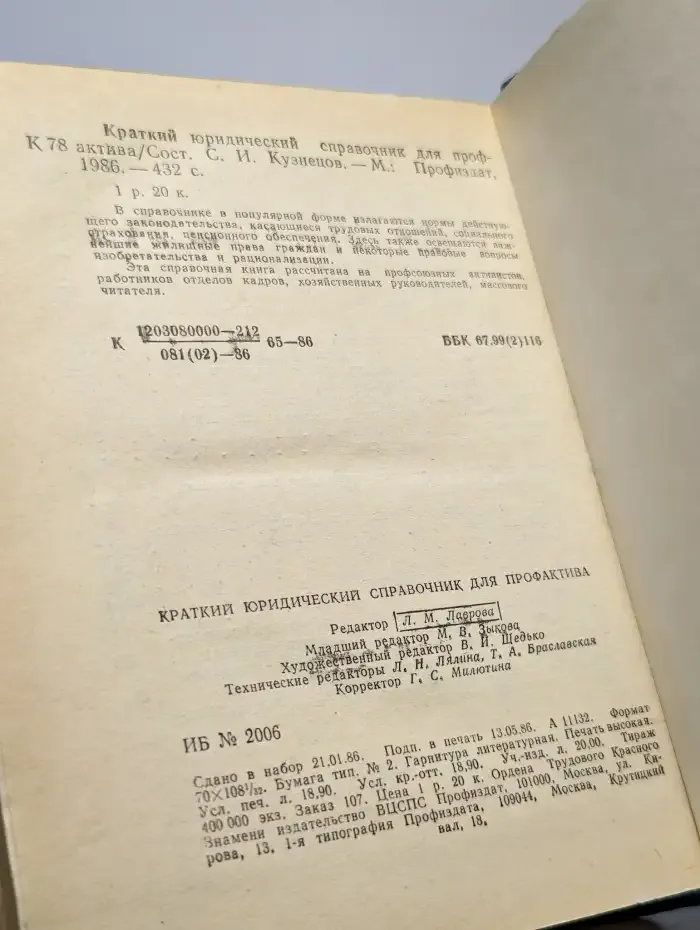 Краткий юридический справочник для проф-
К 78 актива/Сост. С. И. Кузнецов. — М.: Профиздат,
1986. — 432 с.
1 р. 20 к.
В справочнике в популярной форме излагаются нормы действую-
щего законодательства, касающиеся трудовых отношений, социального
страхования, пенсионного обеспечения. Здесь также освещаются важ-
нейшие жилищные права граждан и некоторые правовые вопросы
изобретательства и рационализации.
Эта справочная книга рассчитана на профсоюзных активистов,
работников отделов кадров, хозяйственных руководителей, массового
читателя.
К 1203080000—212 65—86 ББК 67.99(2)116
081(02)—86
КРАТКИЙ ЮРИДИЧЕСКИЙ СПРАВОЧНИК ДЛЯ ПРОФАКТИВА
Редактор Л. М. Лаврова
Младший редактор М. В. Зыкова
Художественный редактор В. И. Щедько
Технические редакторы Л. Н. Лялина, Т. А. Браславская
Корректор Г. С. Милютина
ИБ № 2006
Сдано в набор 21.01.86. Подп. в печать 13.05.86. А 11132. Формат
70×108¹/₃₂. Бумага тип. № 2. Гарнитура литературная. Печать высокая.
Усл. печ. л. 18,90. Усл. кр.-отт. 18,90. Уч.-изд. л. 20,00. Тираж
400 000 экз. Заказ 107. Цена 1 р. 20 к. Ордена Трудового Красного
Знамени издательство ВЦСПС Профиздат, 101000, Москва, ул. Ки-
рова, 13. 1-я типография Профиздата, 109044, Москва, Крутицкий
вал, 18.